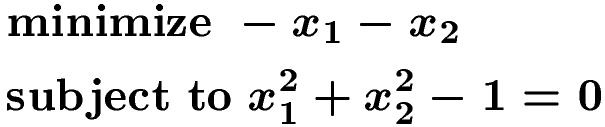 minimize − x₁ − x₂
subject to x₁² + x₂² − 1 = 0